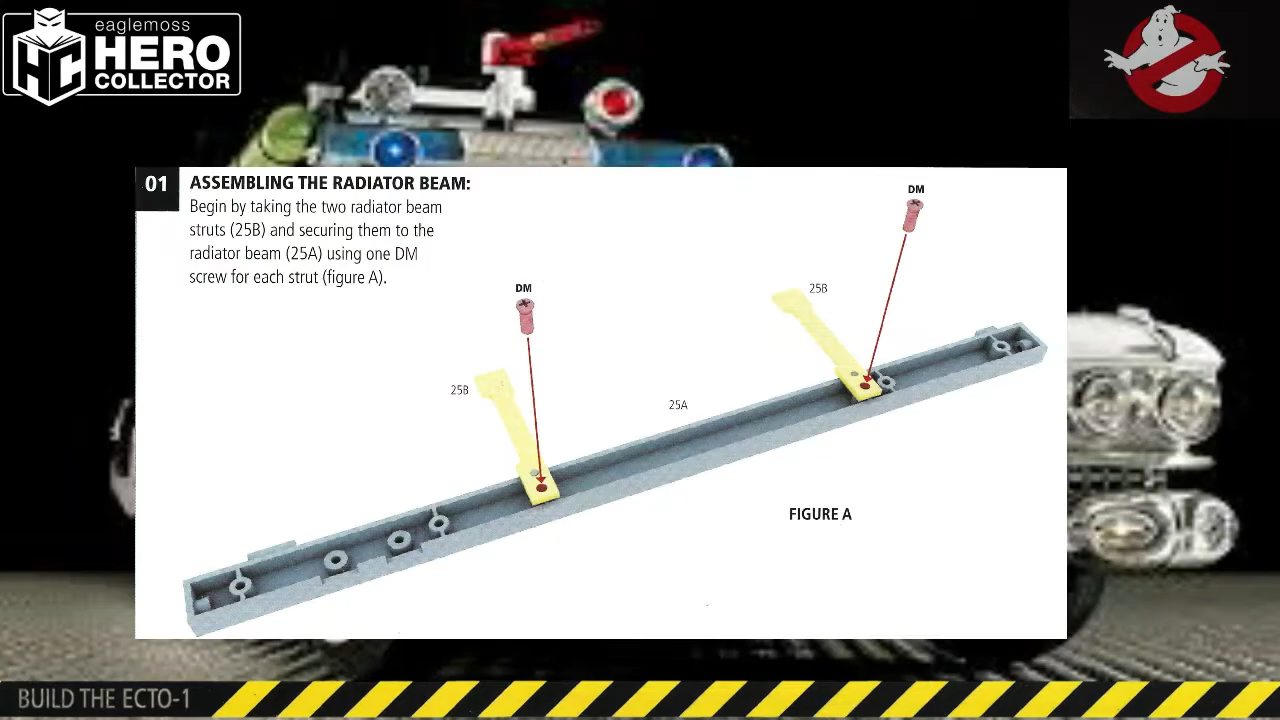 eaglemoss
HERO
COLLECTOR
HC
01
ASSEMBLING THE RADIATOR BEAM:
Begin by taking the two radiator beam
struts (25B) and securing them to the
radiator beam (25A) using one DM
screw for each strut (figure A).
DM
DM
25B
25B
25A
FIGURE A
BUILD THE ECTO-1